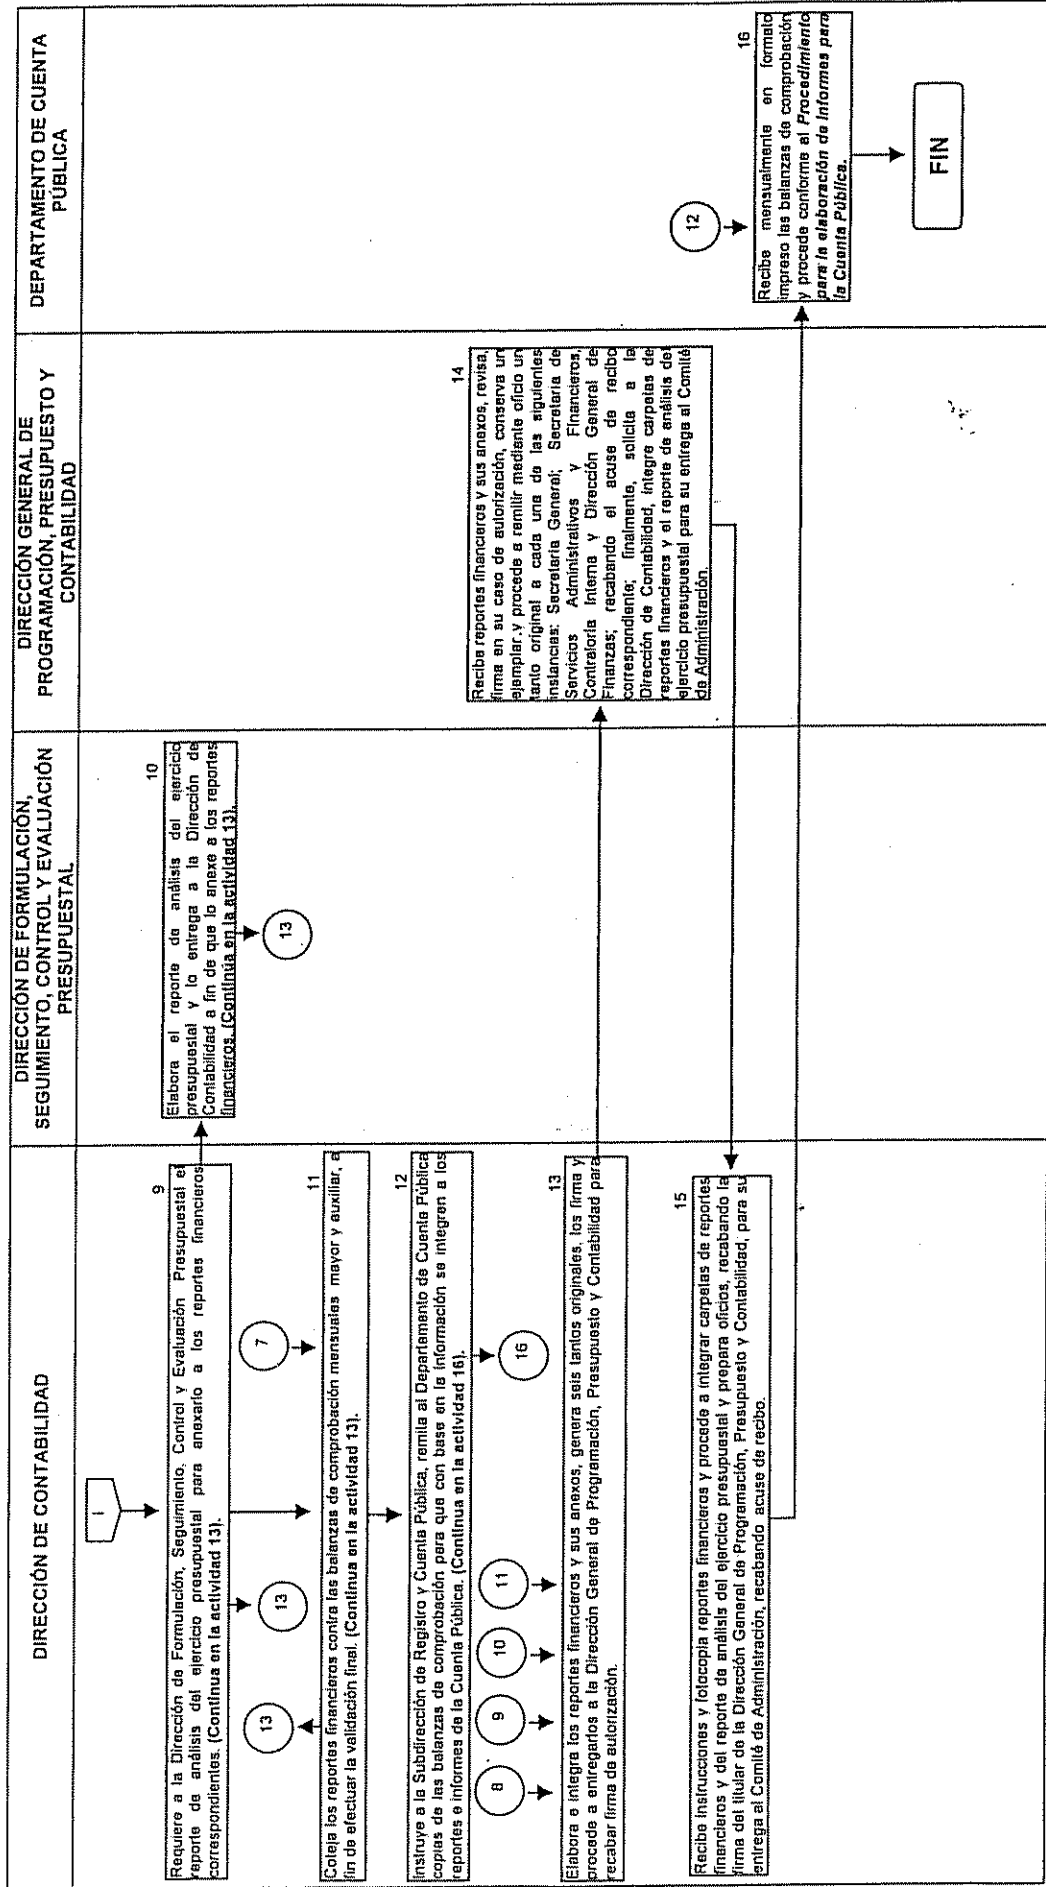 DIRECCIÓN DE CONTABILIDAD
DIRECCIÓN DE FORMULACIÓN,
SEGUIMIENTO, CONTROL Y EVALUACIÓN
PRESUPUESTAL
DIRECCIÓN GENERAL DE
PROGRAMACIÓN, PRESUPUESTO Y
CONTABILIDAD
DEPARTAMENTO DE CUENTA
PÚBLICA
I
9
Requiere a la Dirección de Formulación, Seguimiento, Control y Evaluación Presupuestal el
reporte de análisis del ejercicio presupuestal para anexarlo a los reportes financieros
correspondientes. (Continua en la actividad 13).
13
13
7
10
Elabora el reporte de análisis del ejercicio
presupuestal y lo entrega a la Dirección de
Contabilidad a fin de que lo anexe a los reportes
financieros. (Continúa en la actividad 13).
13
11
Coteja los reportes financieros contra las balanzas de comprobación mensuales mayor y auxiliar, a
fin de efectuar la validación final. (Continua en la actividad 13).
12
Instruye a la Subdirección de Registro y Cuenta Pública, remita al Departamento de Cuenta Pública
copias de las balanzas de comprobación para que con base en la información se integren a los
reportes e informes de la Cuenta Pública. (Continua en la actividad 16).
16
8
9
10
11
13
Elabora e integra los reportes financieros y sus anexos, genera seis tantos originales, los firma y
procede a entregarlos a la Dirección General de Programación, Presupuesto y Contabilidad para
recabar firma de autorización.
14
Recibe reportes financieros y sus anexos, revisa,
firma en su caso de autorización, conserva un
ejemplar y procede a remitir mediante oficio un
tanto original a cada una de las siguientes
instancias: Secretaria General; Secretaria de
Servicios Administrativos y Financieros,
Contraloria Interna y Dirección General de
Finanzas; recabando el acuse de recibo
correspondiente; finalmente, solicita a la
Dirección de Contabilidad, integre carpetas de
reportes financieros y el reporte de análisis del
ejercicio presupuestal para su entrega al Comité
de Administración.
15
Recibe instrucciones y fotocopia reportes financieros y procede a integrar carpetas de reportes
financieros y del reporte de análisis del ejercicio presupuestal y prepara oficios, recabando la
firma del titular de la Dirección General de Programación, Presupuesto y Contabilidad, para su
entrega al Comité de Administración, recabando acuse de recibo.
12
16
Recibe mensualmente en formato
impreso las balanzas de comprobación
y procede conforme al Procedimiento
para la elaboración de Informes para
la Cuenta Pública.
FIN